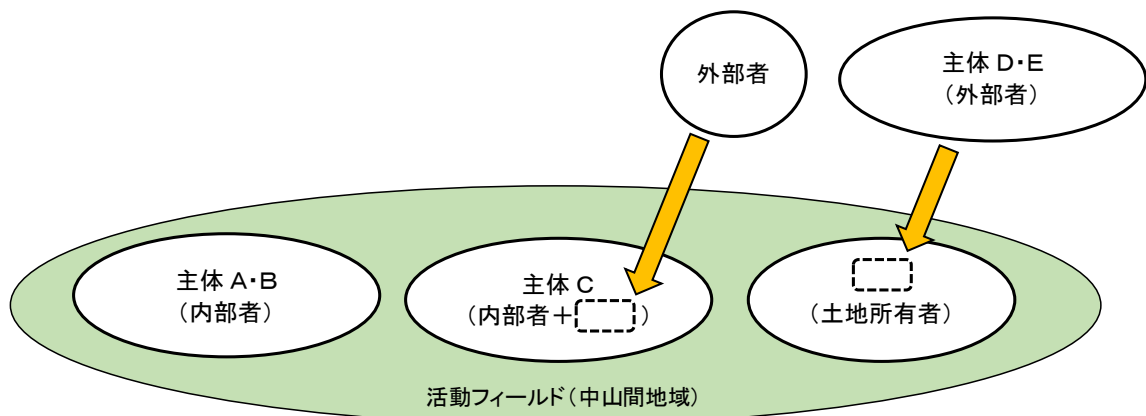 外部者
主体 D・E
（外部者）
主体 A・B
（内部者）
主体 C
（内部者＋　）
（土地所有者）
活動フィールド（中山間地域）